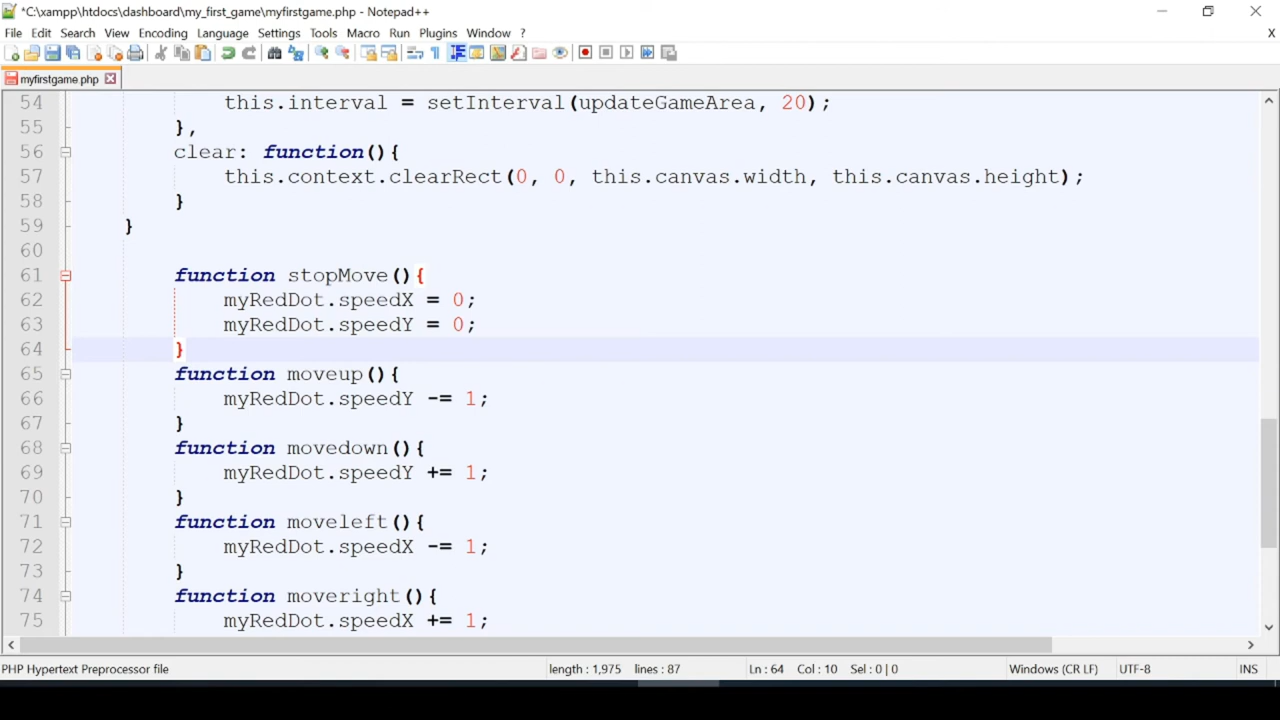 *C:\xampp\htdocs\dashboard\my_first_game\myfirstgame.php - Notepad++
File Edit Search View Encoding Language Settings Tools Macro Run Plugins Window ? X
myfirstgame.php
54 this.interval = setInterval(updateGameArea, 20);
55 },
56 clear: function(){
57 this.context.clearRect(0, 0, this.canvas.width, this.canvas.height);
58 }
59 }
60
61 function stopMove(){
62 myRedDot.speedX = 0;
63 myRedDot.speedY = 0;
64 }
65 function moveup(){
66 myRedDot.speedY -= 1;
67 }
68 function movedown(){
69 myRedDot.speedY += 1;
70 }
71 function moveleft(){
72 myRedDot.speedX -= 1;
73 }
74 function moveright(){
75 myRedDot.speedX += 1;
PHP Hypertext Preprocessor file length : 1,975 lines : 87 Ln : 64 Col : 10 Sel : 0 | 0 Windows (CR LF) UTF-8 INS